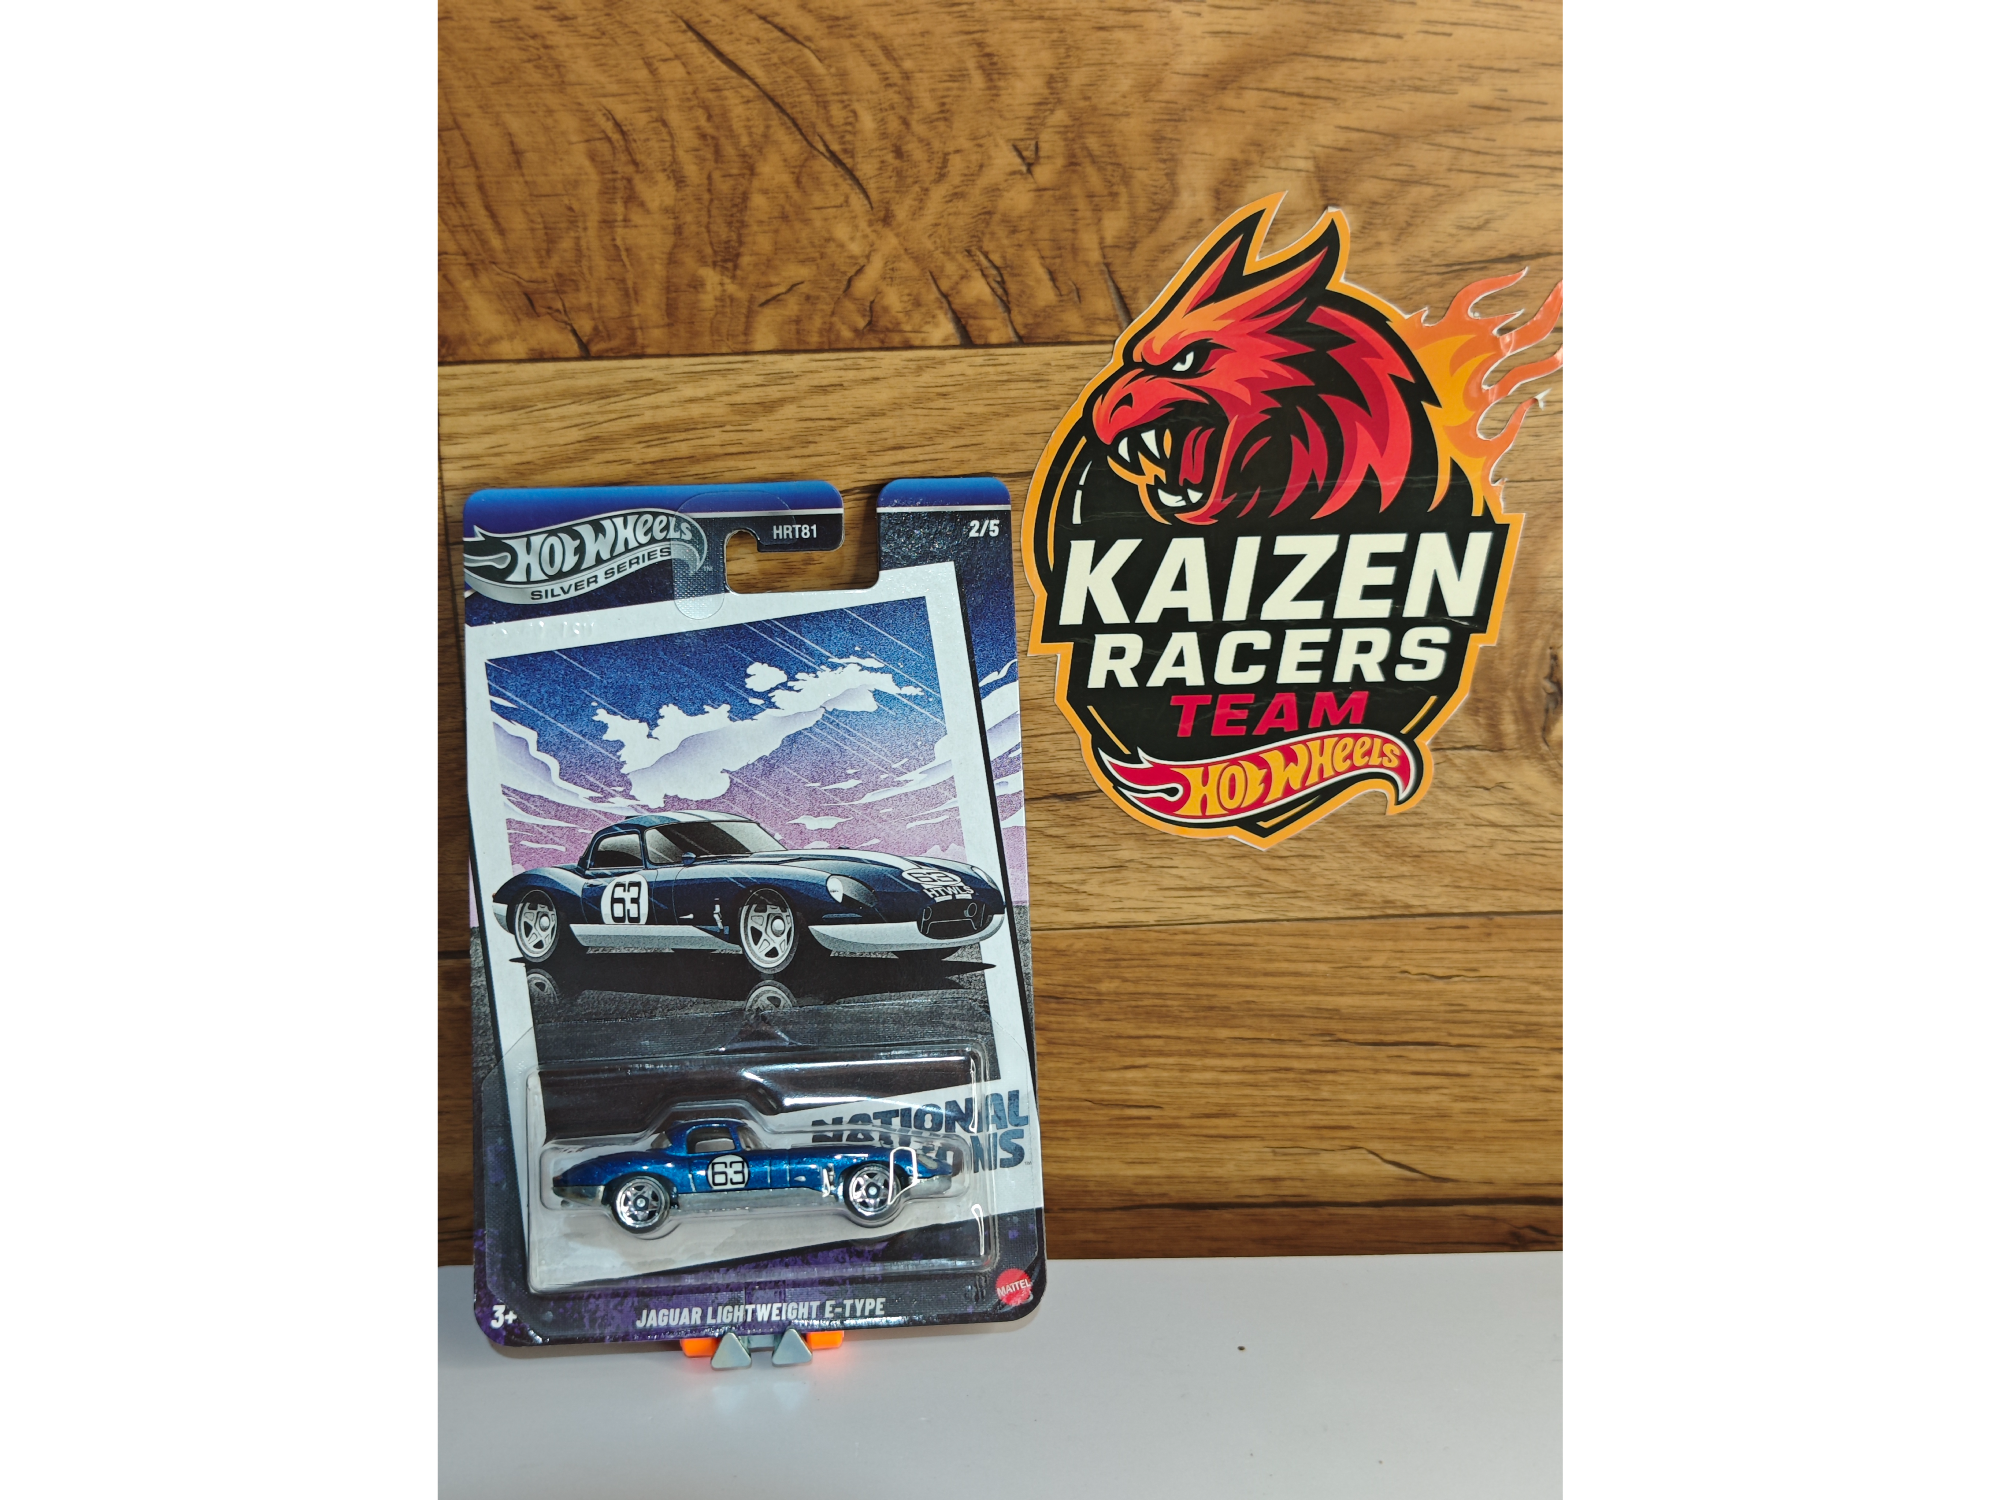 HOT WHEELS
SILVER SERIES
HRT81
2/5
63
63
HTWLS
NATIONAL
63
3+
JAGUAR LIGHTWEIGHT E-TYPE
MATTEL
KAIZEN
RACERS
TEAM
HOT WHEELS